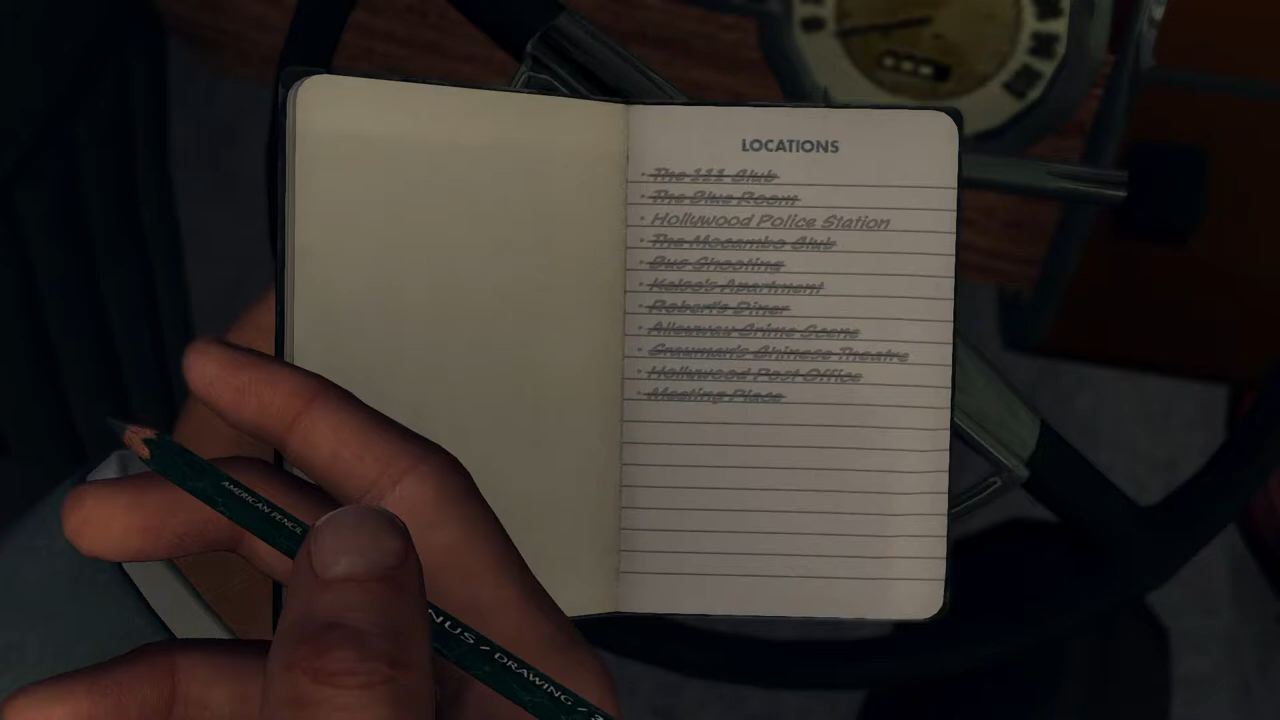 LOCATIONS
· The 111 Club
· The Blue Room
· Hollywood Police Station
· The Mocambo Club
· Bus Shooting
· Kelso's Apartment
· Robert's Diner
· Alleyway Crime Scene
· Grauman's Chinese Theatre
· Hollywood Post Office
· Meeting Place
AMERICAN PENCIL
NUS / DRAWING / 3